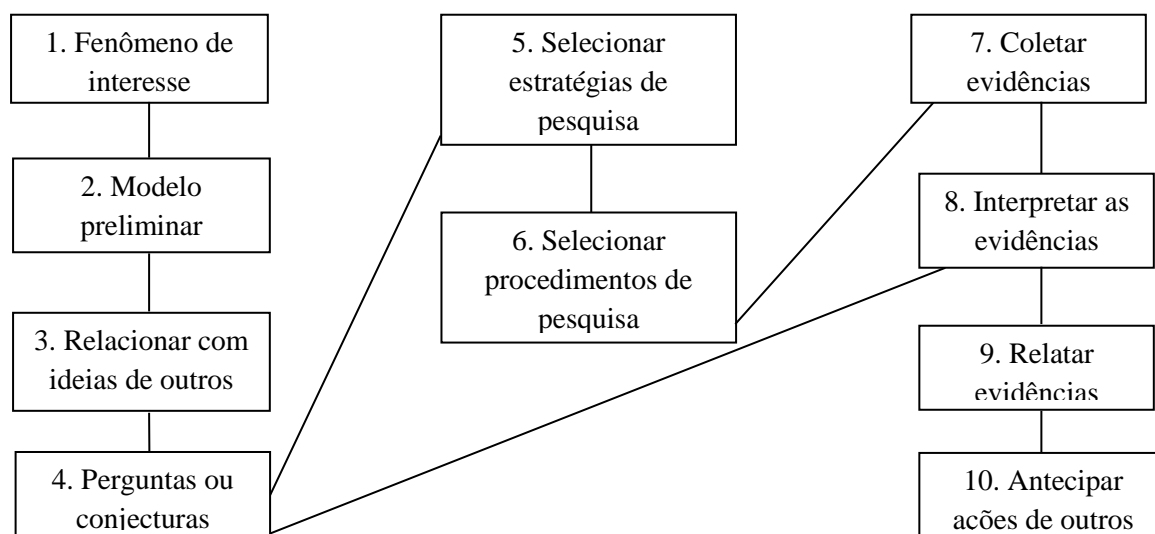 1. Fenômeno de
interesse
2. Modelo
preliminar
3. Relacionar com
ideias de outros
4. Perguntas ou
conjecturas
5. Selecionar
estratégias de
pesquisa
6. Selecionar
procedimentos de
pesquisa
7. Coletar
evidências
8. Interpretar as
evidências
9. Relatar
evidências
10. Antecipar
ações de outros